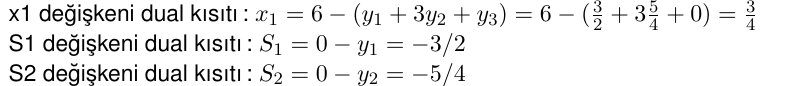 x1 değişkeni dual kısıtı : x₁ = 6 − (y₁ + 3y₂ + y₃) = 6 − (3/2 + 3 5/4 + 0) = 3/4
S1 değişkeni dual kısıtı : S₁ = 0 − y₁ = −3/2
S2 değişkeni dual kısıtı : S₂ = 0 − y₂ = −5/4